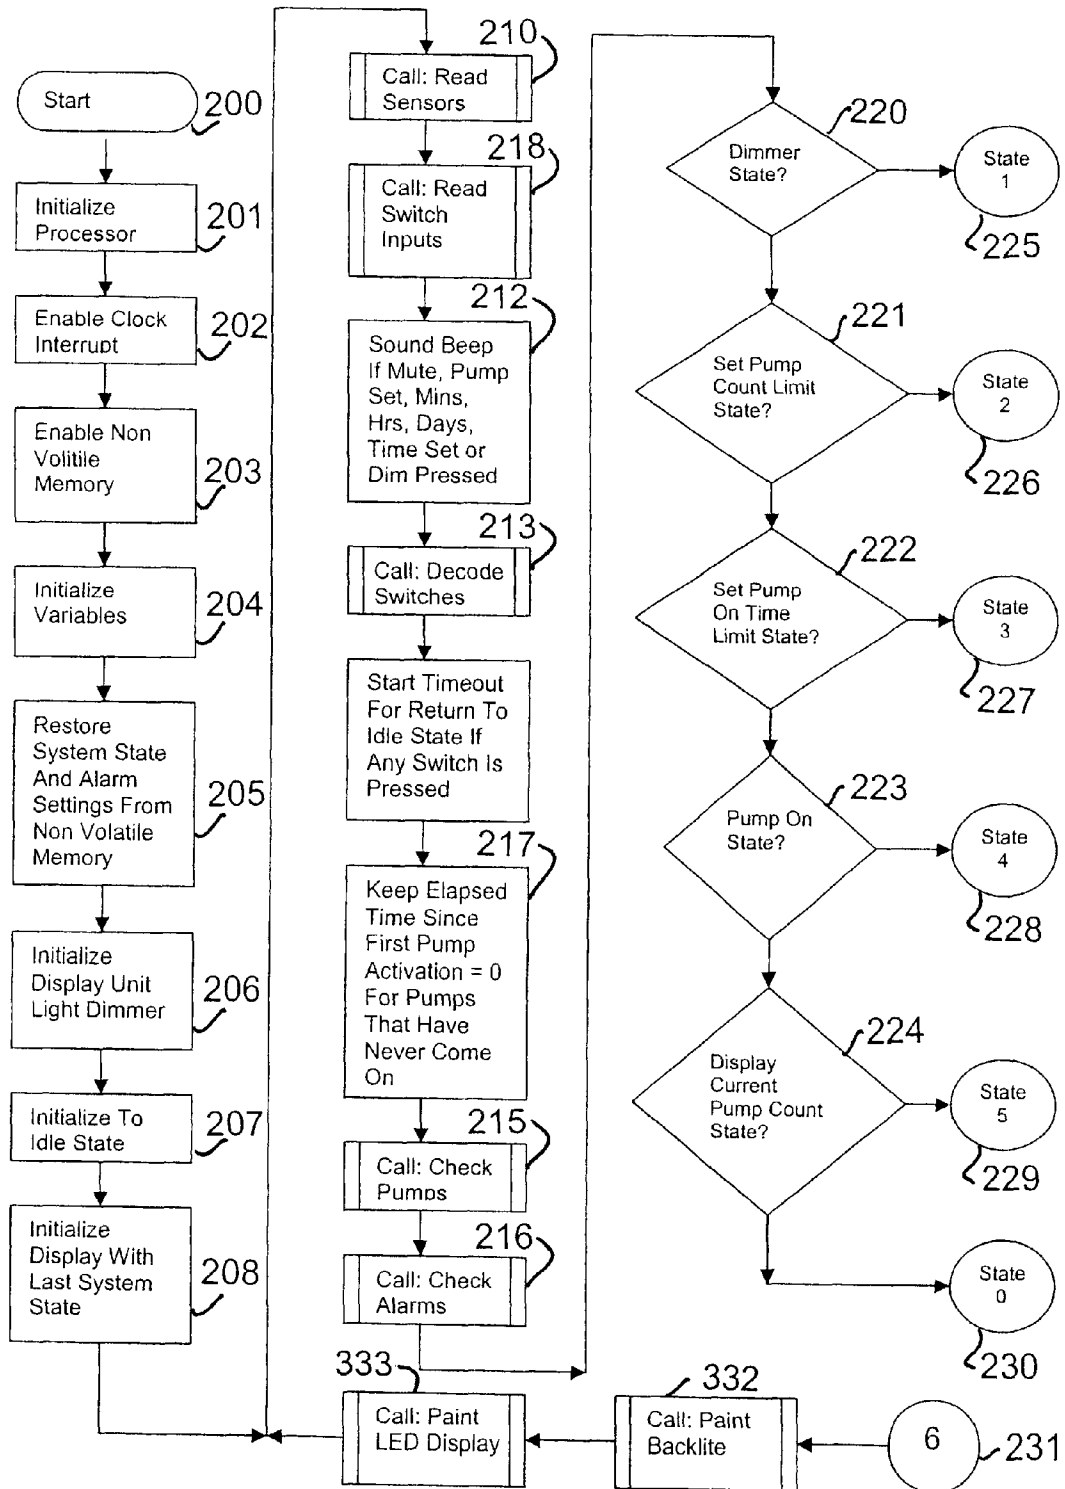 Start
200
Initialize
Processor
201
Enable Clock
Interrupt
202
Enable Non
Volitile
Memory
203
Initialize
Variables
204
Restore
System State
And Alarm
Settings From
Non Volatile
Memory
205
Initialize
Display Unit
Light Dimmer
206
Initialize To
Idle State
207
Initialize
Display With
Last System
State
208
210
Call: Read
Sensors
218
Call: Read
Switch
Inputs
212
Sound Beep
If Mute, Pump
Set, Mins,
Hrs, Days,
Time Set or
Dim Pressed
213
Call: Decode
Switches
Start Timeout
For Return To
Idle State If
Any Switch Is
Pressed
217
Keep Elapsed
Time Since
First Pump
Activation = 0
For Pumps
That Have
Never Come
On
215
Call: Check
Pumps
216
Call: Check
Alarms
333
Call: Paint
LED Display
220
Dimmer
State?
State
1
225
221
Set Pump
Count Limit
State?
State
2
226
222
Set Pump
On Time
Limit State?
State
3
227
223
Pump On
State?
State
4
228
224
Display
Current
Pump Count
State?
State
5
229
State
0
230
332
Call: Paint
Backlite
6
231